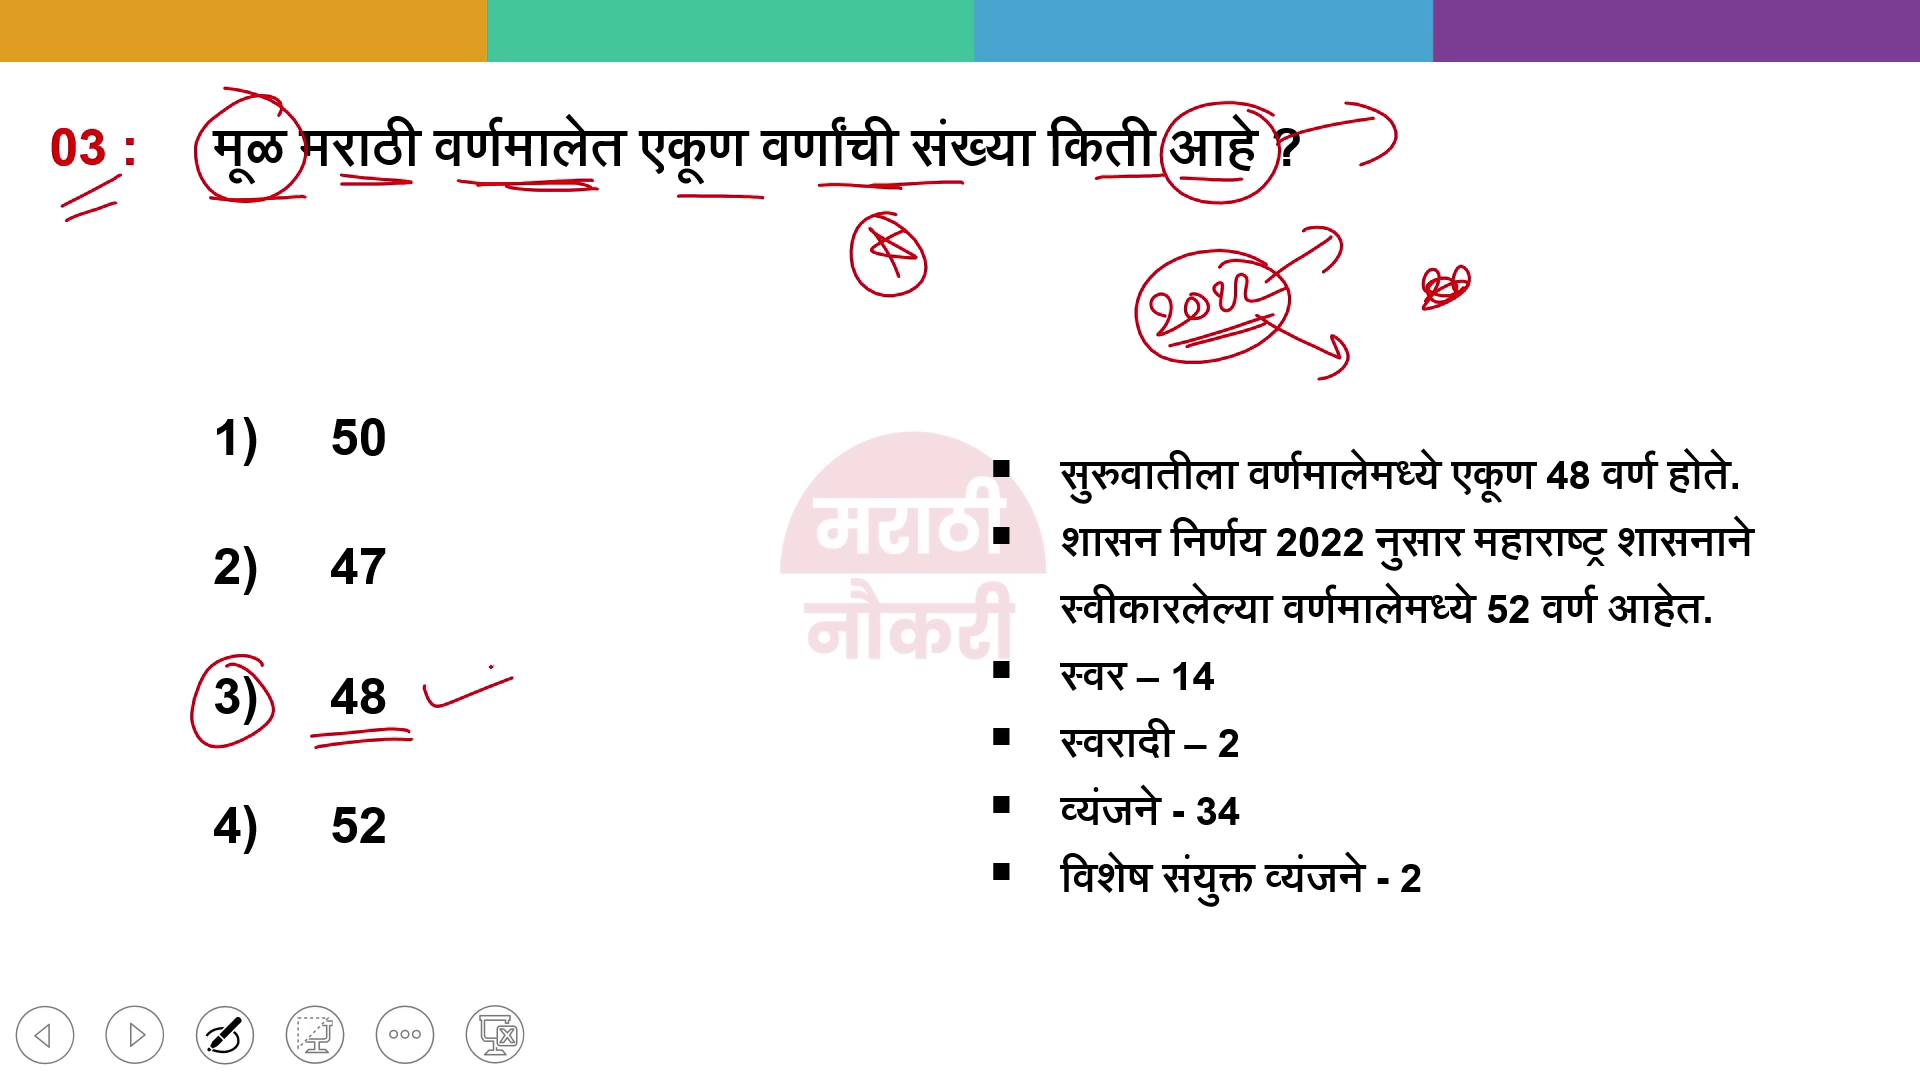 03 : मूळ मराठी वर्णमालेत एकूण वर्णांची संख्या किती आहे ?
1) 50
2) 47
3) 48
4) 52
मराठी
नौकरी
▪ सुरुवातीला वर्णमालेमध्ये एकूण 48 वर्ण होते.
▪ शासन निर्णय 2022 नुसार महाराष्ट्र शासनाने
स्वीकारलेल्या वर्णमालेमध्ये 52 वर्ण आहेत.
▪ स्वर – 14
▪ स्वरादी – 2
▪ व्यंजने - 34
▪ विशेष संयुक्त व्यंजने - 2